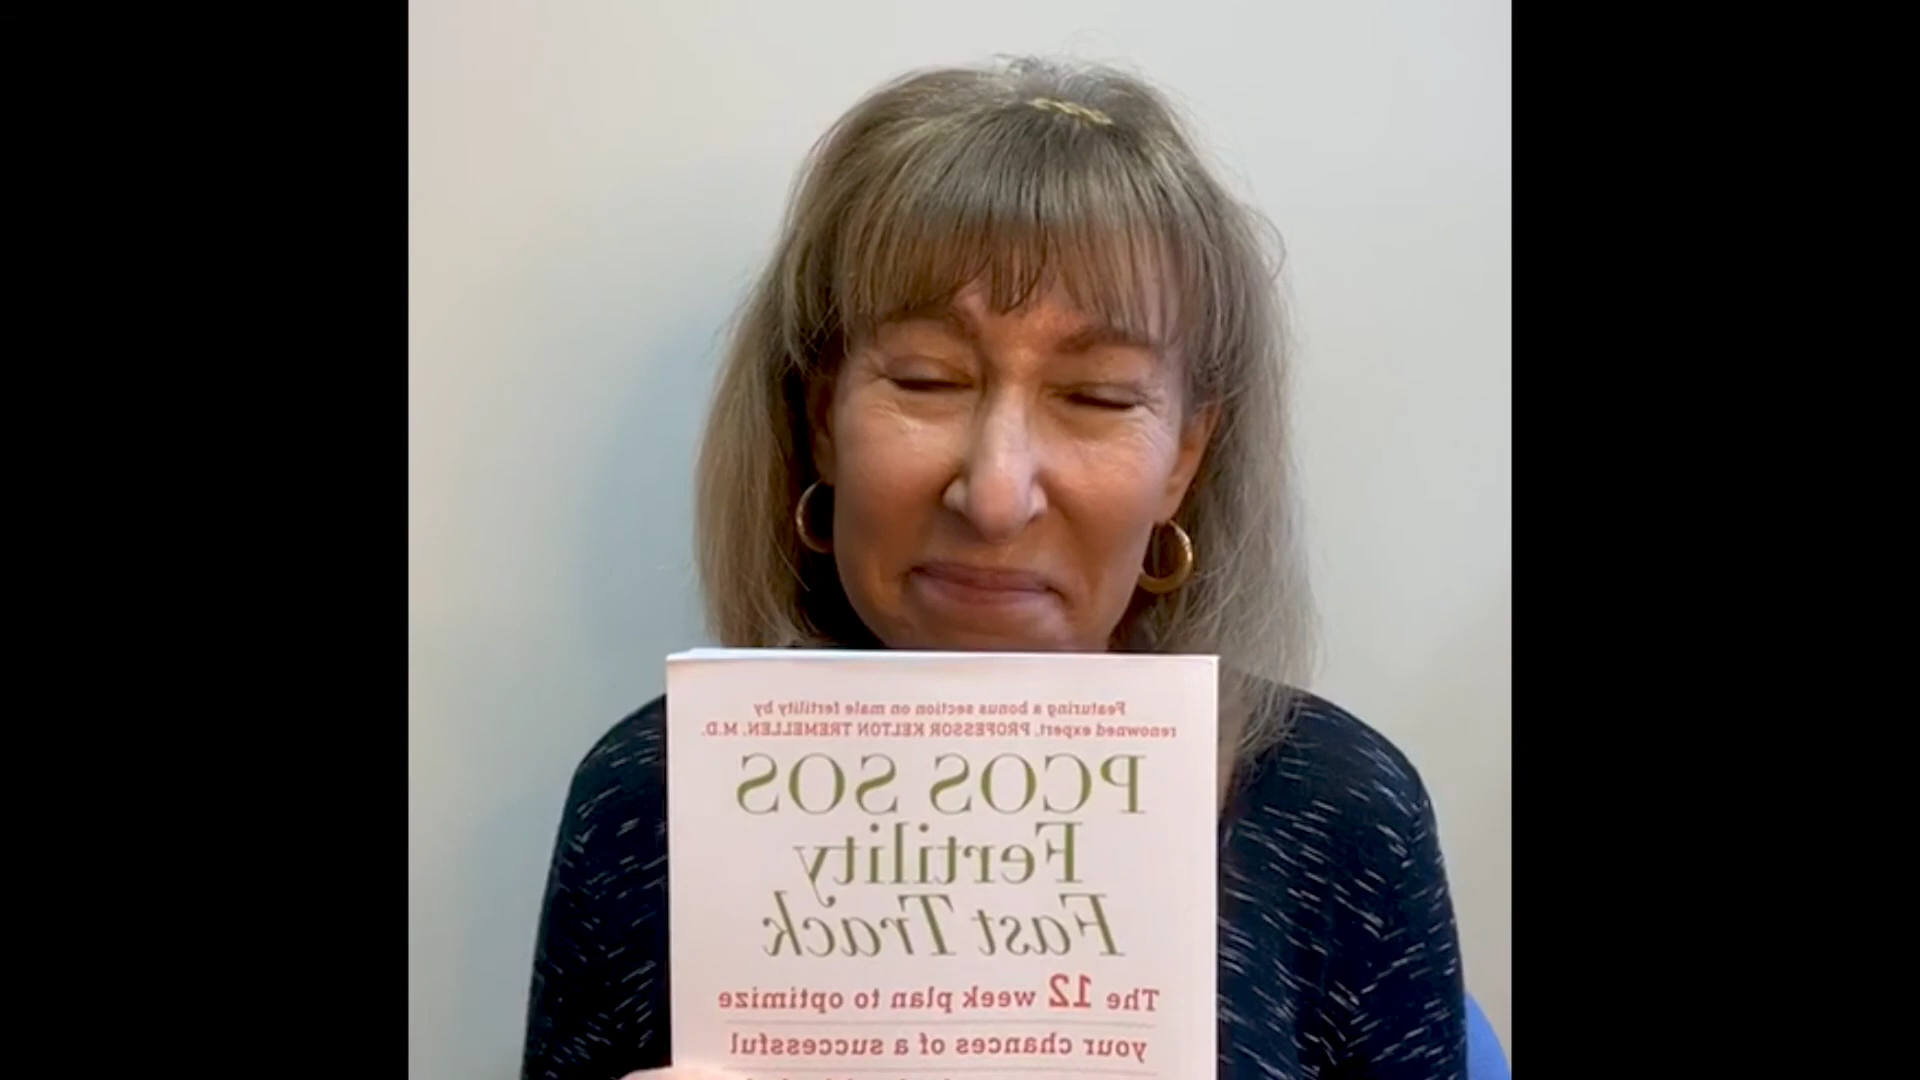 Featuring a bonus section on male fertility by
renowned expert, PROFESSOR KELTON TREMELLEN, M.D.
PCOS SOS
Fertility
Fast Track
The 12 week plan to optimize
your chances of a successful